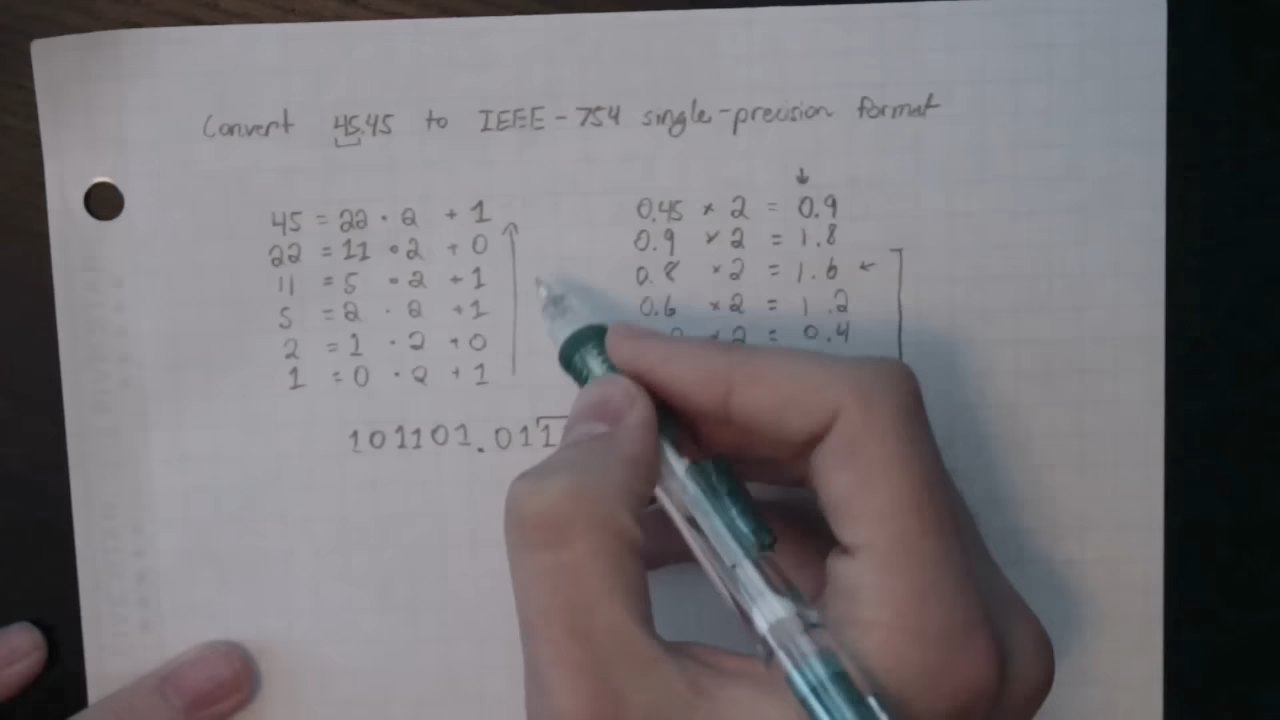 Convert 45.45 to IEEE-754 single-precision format
45 = 22 · 2 + 1
22 = 11 · 2 + 0
11 = 5 · 2 + 1
5 = 2 · 2 + 1
2 = 1 · 2 + 0
1 = 0 · 2 + 1
↓
0.45 × 2 = 0.9
0.9 × 2 = 1.8
0.8 × 2 = 1.6 ←
0.6 × 2 = 1.2
2 × 2 = 0.4
101101.011